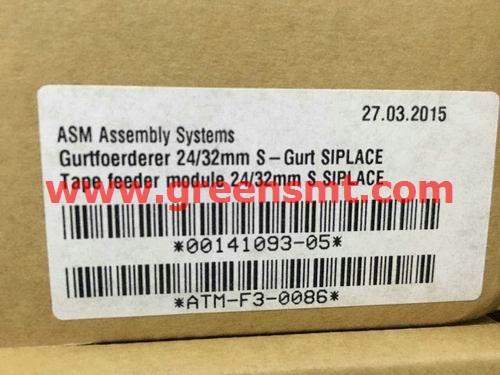 27.03.2015
ASM Assembly Systems
Gurtfoerderer 24/32mm S-Gurt SIPLACE
Tape feeder module 24/32mm S SIPLACE
www.greensmt.com
*00141093-05*
*ATM-F3-0086*